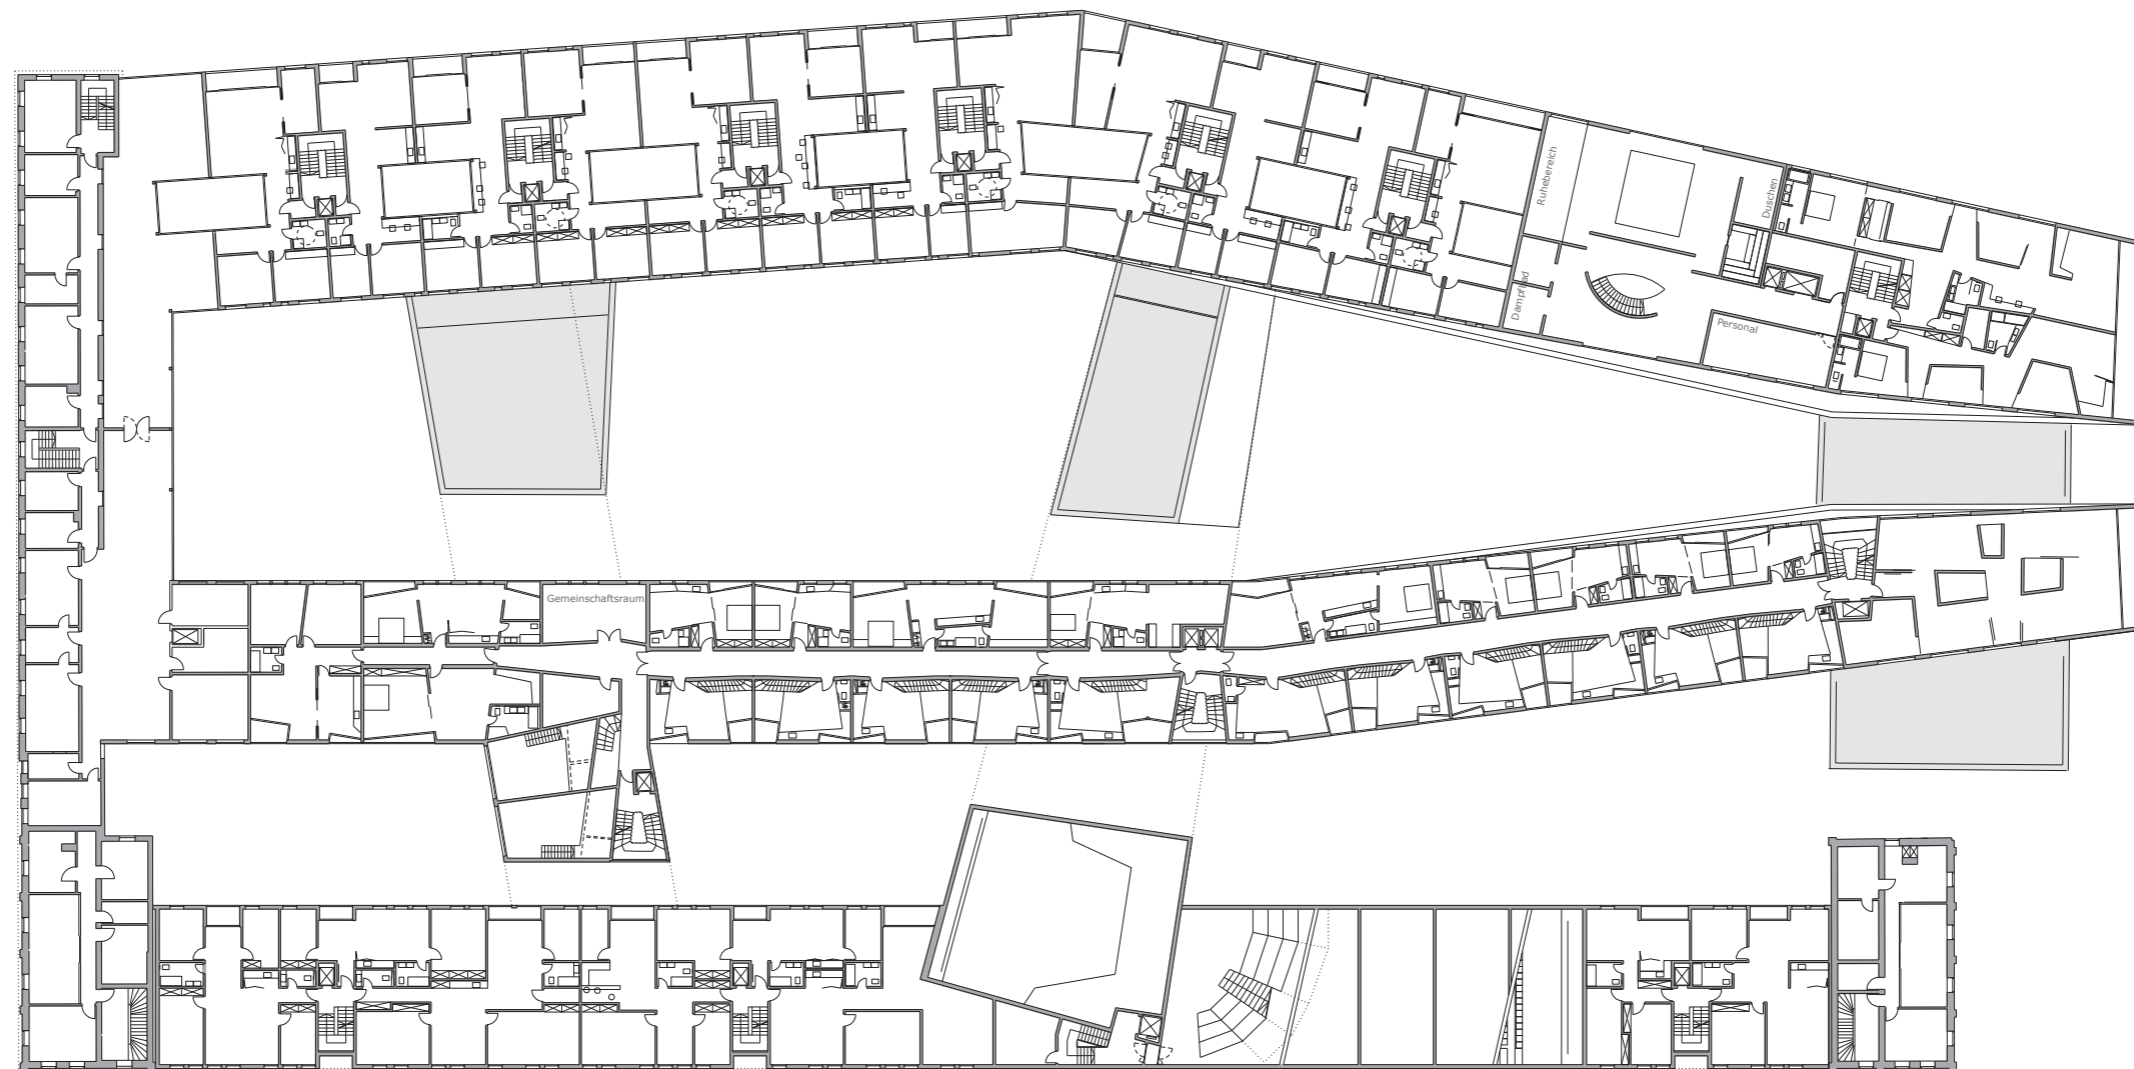 Ruhebereich
Duschen
Dampfbad
Personal
Gemeinschaftsraum